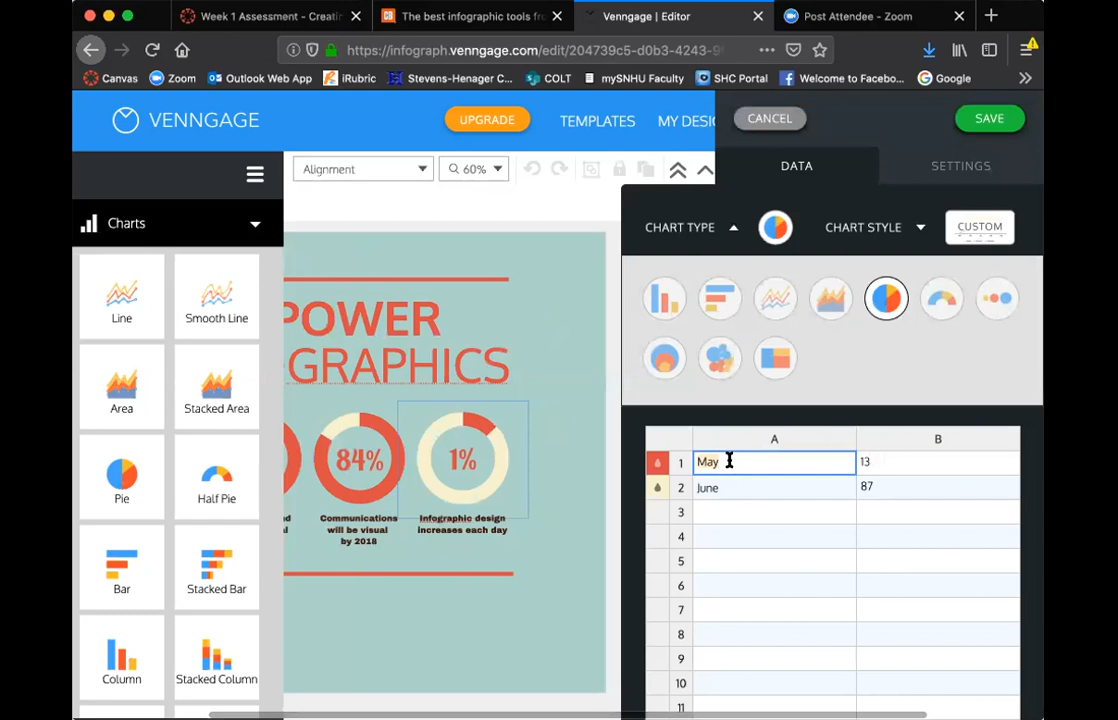 Week 1 Assessment - Creati
The best infographic tools fro
Venngage | Editor
Post Attendee - Zoom
https://infograph.venngage.com/edit/204739c5-d0b3-4243-9
Canvas
Zoom
Outlook Web App
iRubric
Stevens-Henager C...
COLT
mySNHU Faculty
SHC Portal
Welcome to Facebo...
Google
VENNGAGE
UPGRADE
TEMPLATES
MY DESI
CANCEL
SAVE
Alignment
60%
DATA
SETTINGS
Charts
CHART TYPE
CHART STYLE
CUSTOM
Line
Smooth Line
Area
Stacked Area
Pie
Half Pie
Bar
Stacked Bar
Column
Stacked Column
POWER
GRAPHICS
84%
1%
nd
al
Communications
will be visual
by 2018
Infographic design
increases each day
A
B
1
May
13
2
June
87
3
4
5
6
7
8
9
10
11